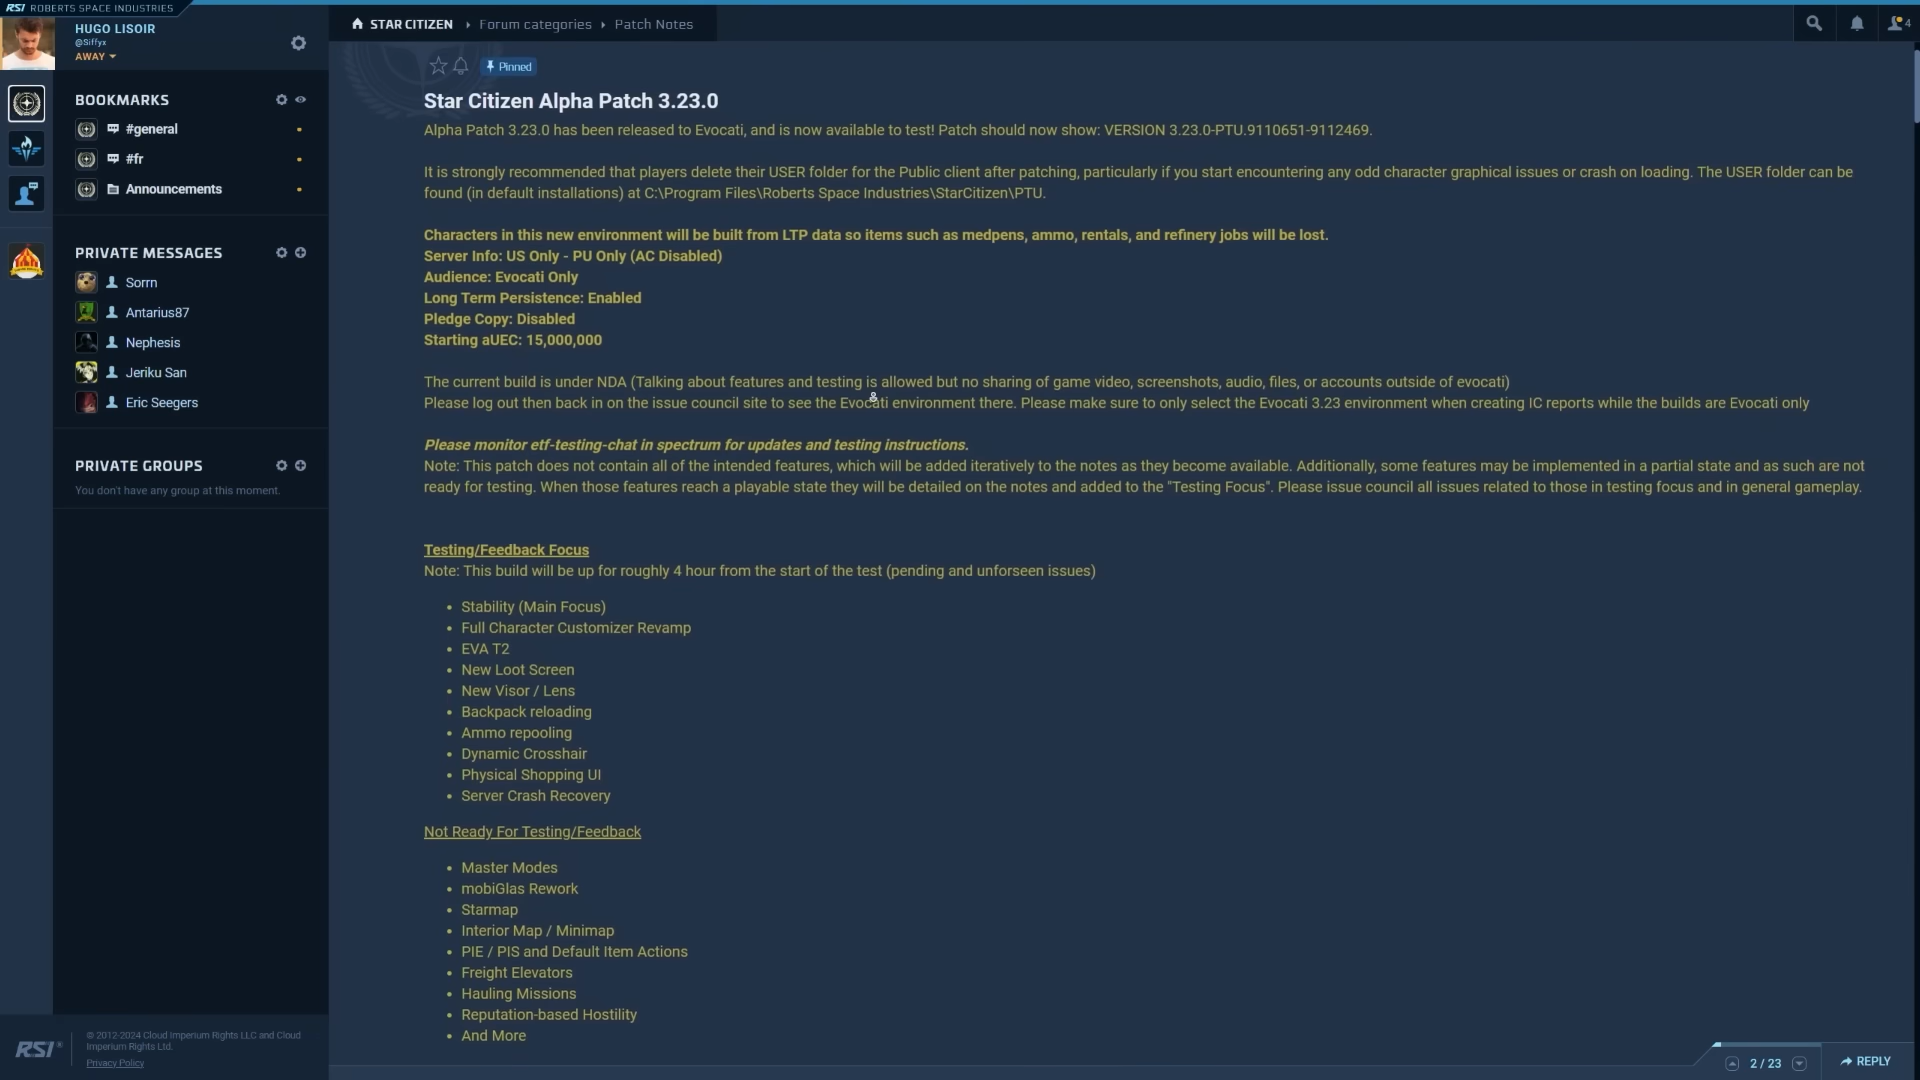 RSI ROBERTS SPACE INDUSTRIES
HUGO LISOIR
@Siffyx
AWAY
BOOKMARKS
#general
#fr
Announcements
PRIVATE MESSAGES
Sorrn
Antarius87
Nephesis
Jeriku San
Eric Seegers
PRIVATE GROUPS
You don't have any group at this moment.
RSI
© 2012-2024 Cloud Imperium Rights LLC and Cloud
Imperium Rights Ltd.
Privacy Policy
STAR CITIZEN › Forum categories › Patch Notes
4
Pinned
Star Citizen Alpha Patch 3.23.0
Alpha Patch 3.23.0 has been released to Evocati, and is now available to test! Patch should now show: VERSION 3.23.0-PTU.9110651-9112469.
It is strongly recommended that players delete their USER folder for the Public client after patching, particularly if you start encountering any odd character graphical issues or crash on loading. The USER folder can be
found (in default installations) at C:\Program Files\Roberts Space Industries\StarCitizen\PTU.
Characters in this new environment will be built from LTP data so items such as medpens, ammo, rentals, and refinery jobs will be lost.
Server Info: US Only - PU Only (AC Disabled)
Audience: Evocati Only
Long Term Persistence: Enabled
Pledge Copy: Disabled
Starting aUEC: 15,000,000
The current build is under NDA (Talking about features and testing is allowed but no sharing of game video, screenshots, audio, files, or accounts outside of evocati)
Please log out then back in on the issue council site to see the Evocati environment there. Please make sure to only select the Evocati 3.23 environment when creating IC reports while the builds are Evocati only
Please monitor etf-testing-chat in spectrum for updates and testing instructions.
Note: This patch does not contain all of the intended features, which will be added iteratively to the notes as they become available. Additionally, some features may be implemented in a partial state and as such are not
ready for testing. When those features reach a playable state they will be detailed on the notes and added to the "Testing Focus". Please issue council all issues related to those in testing focus and in general gameplay.
Testing/Feedback Focus
Note: This build will be up for roughly 4 hour from the start of the test (pending and unforseen issues)
• Stability (Main Focus)
• Full Character Customizer Revamp
• EVA T2
• New Loot Screen
• New Visor / Lens
• Backpack reloading
• Ammo repooling
• Dynamic Crosshair
• Physical Shopping UI
• Server Crash Recovery
Not Ready For Testing/Feedback
• Master Modes
• mobiGlas Rework
• Starmap
• Interior Map / Minimap
• PIE / PIS and Default Item Actions
• Freight Elevators
• Hauling Missions
• Reputation-based Hostility
• And More
2 / 23
REPLY